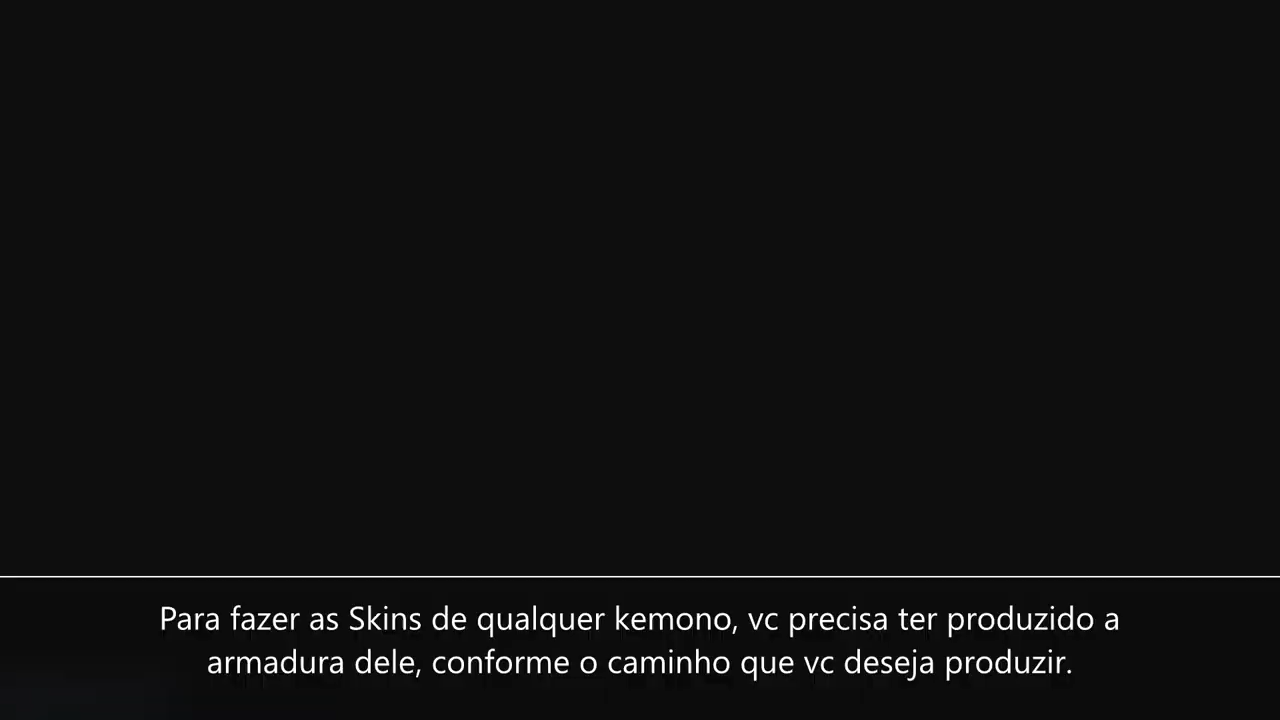 Para fazer as Skins de qualquer kemono, vc precisa ter produzido a
armadura dele, conforme o caminho que vc deseja produzir.